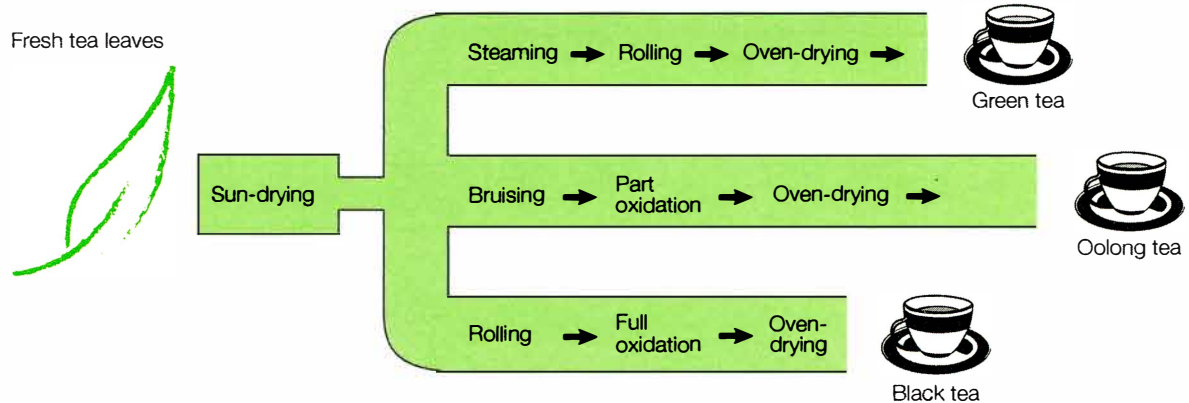 Fresh tea leaves
Steaming
Rolling
Oven-drying
Green tea
Sun-drying
Bruising
Part
oxidation
Oven-drying
Oolong tea
Rolling
Full
oxidation
Oven-
drying
Black tea